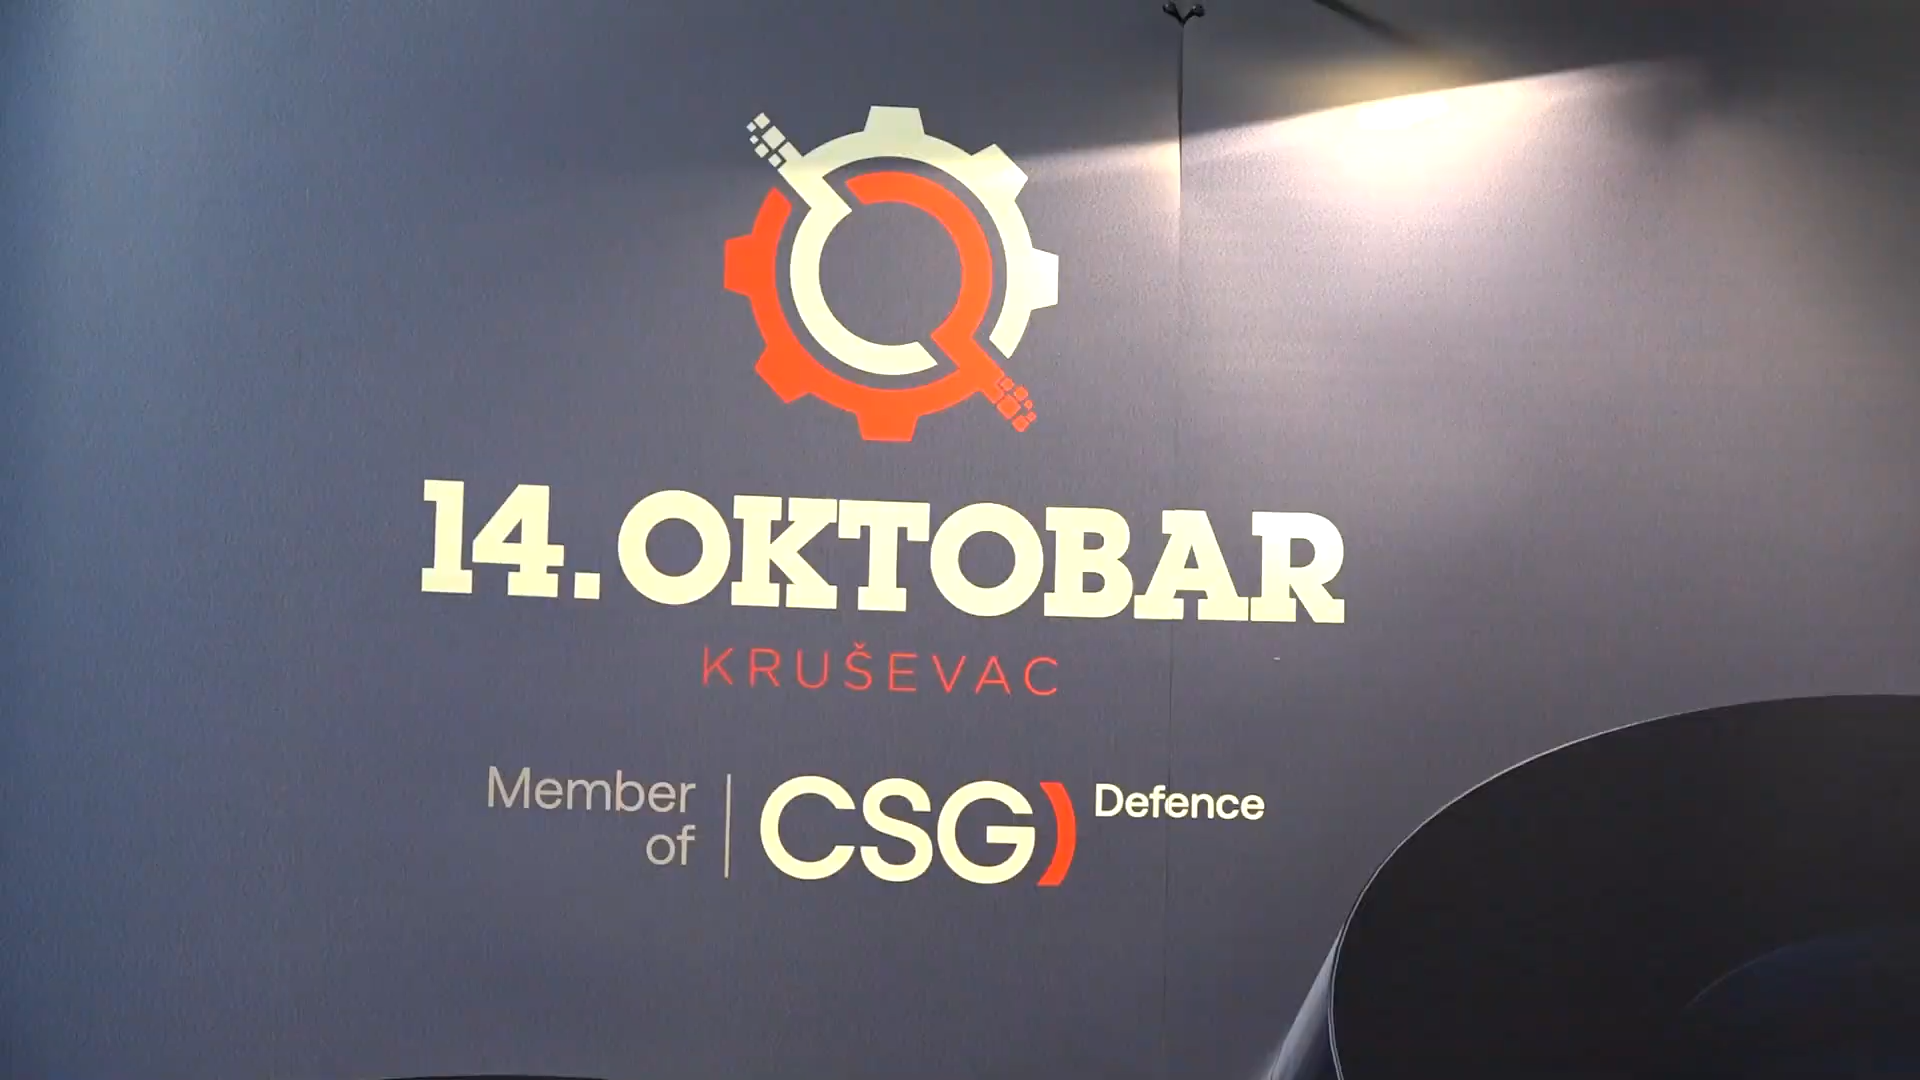 14. OKTOBAR
KRUŠEVAC
Member of | CSG) Defence